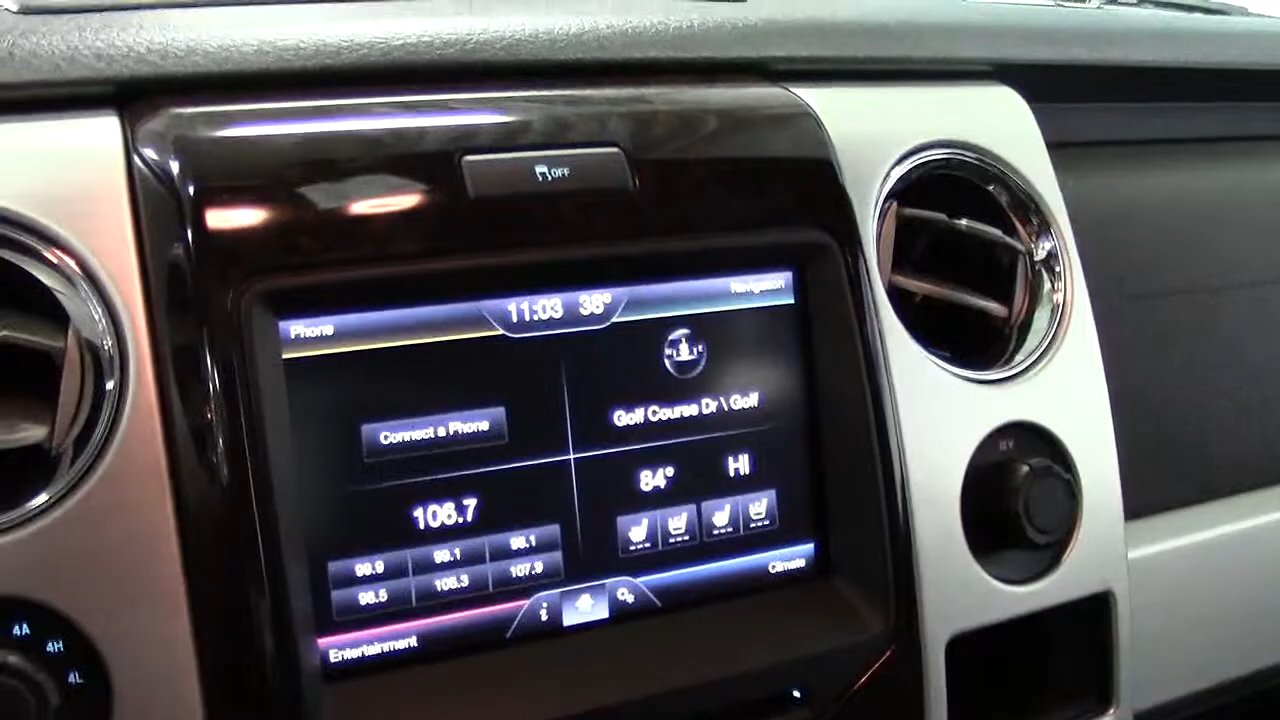 OFF
Phone
11:03 38°
Navigation
Connect a Phone
Golf Course Dr \ Golf
106.7
99.9 99.1 98.1
96.5 105.3 107.9
84° HI
Entertainment
i
Climate
12V
4A
4H
4L